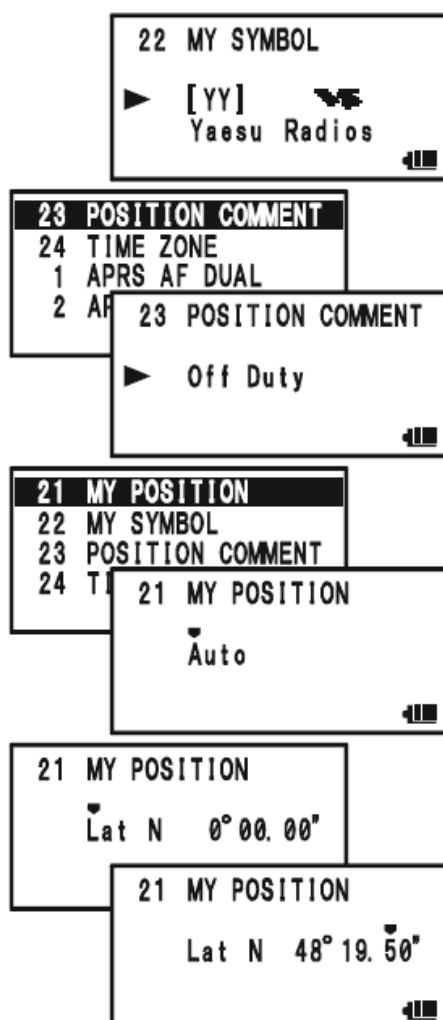 22 MY SYMBOL
[YY]
Yaesu Radios
23 POSITION COMMENT
24 TIME ZONE
1 APRS AF DUAL
2 AP
23 POSITION COMMENT
Off Duty
21 MY POSITION
22 MY SYMBOL
23 POSITION COMMENT
24 TI
21 MY POSITION
Auto
21 MY POSITION
Lat N 0°00.00"
21 MY POSITION
Lat N 48°19.50"